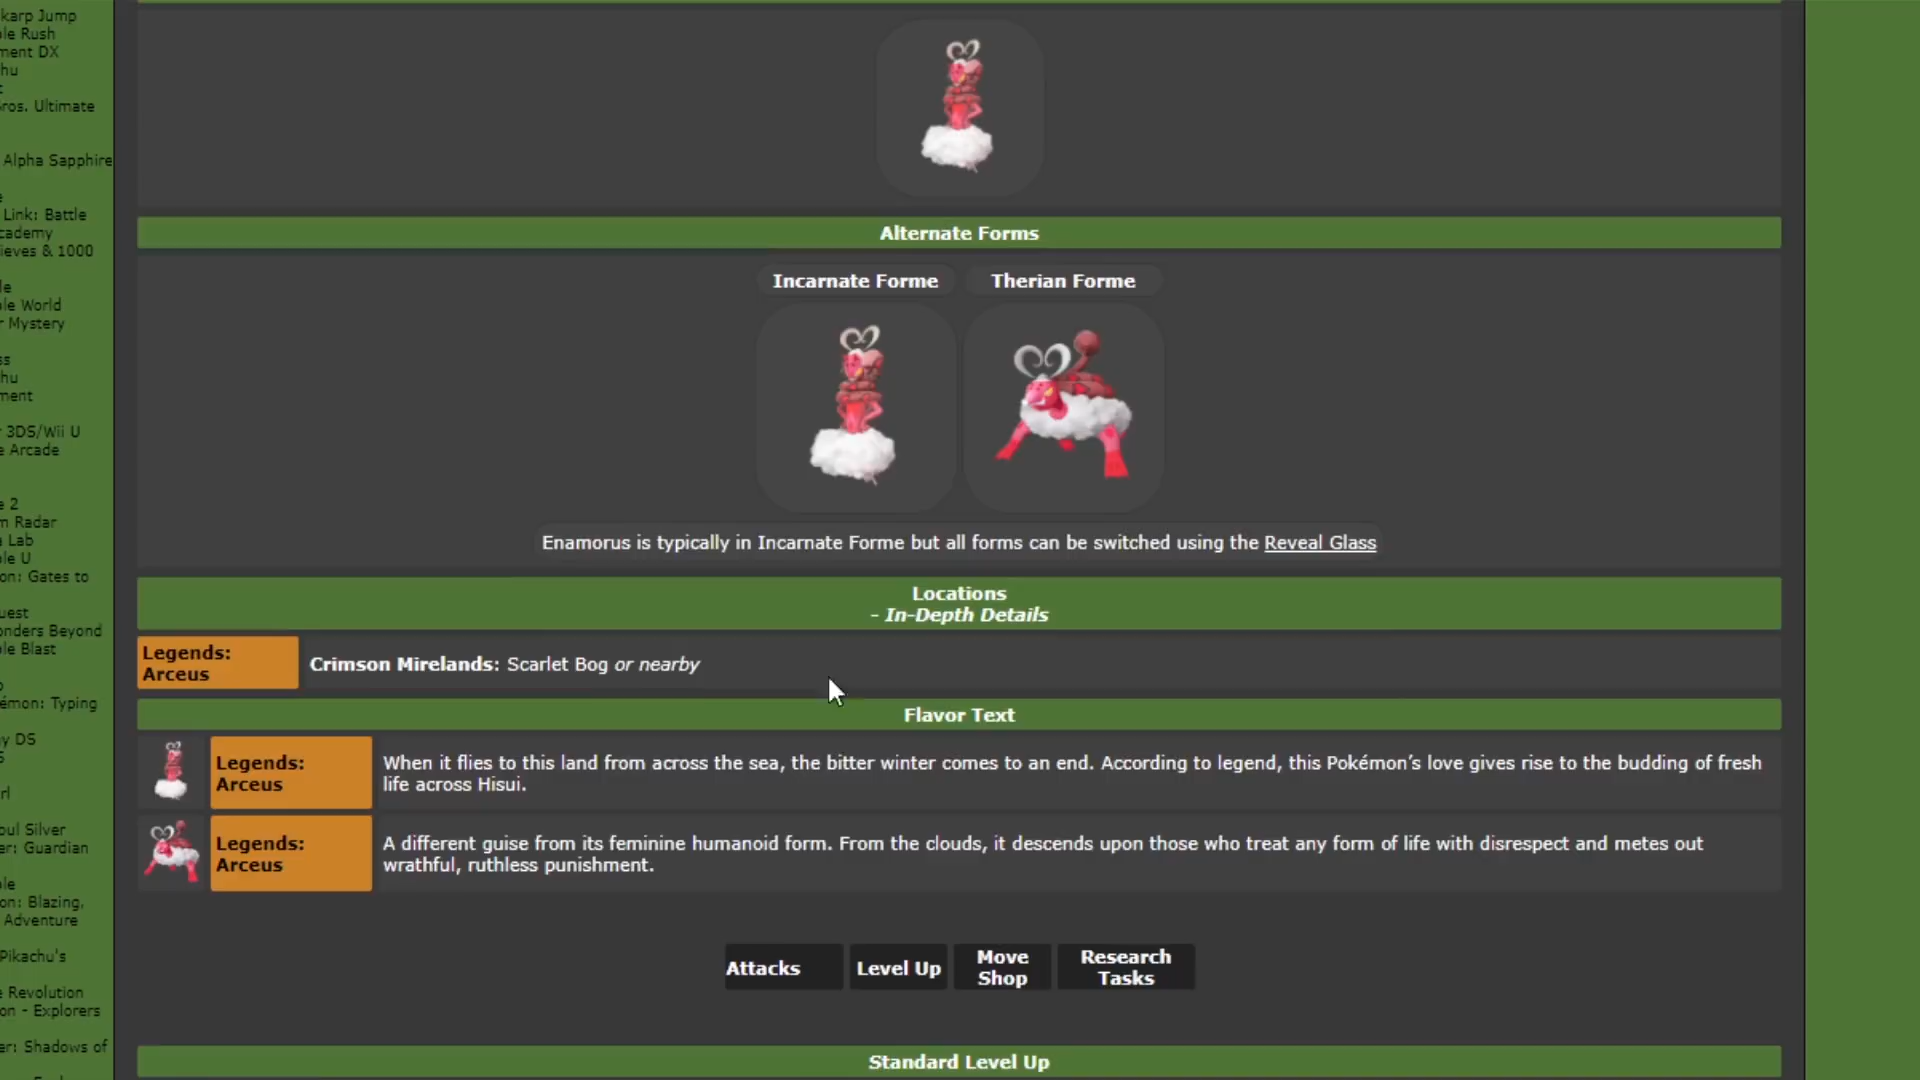 karp Jump
ble Rush
ment DX
hu
t
Bros. Ultimate
Alpha Sapphire
e
Link: Battle
cademy
ieves & 1000
le
ble World
r Mystery
ss
hu
ment
r 3DS/Wii U
e Arcade
e 2
m Radar
a Lab
ble U
on: Gates to
uest
onders Beyond
ble Blast
o
émon: Typing
y DS
S
rl
oul Silver
er: Guardian
ble
on: Blazing,
Adventure
Pikachu's
e Revolution
on - Explorers
er: Shadows of
Alternate Forms
Incarnate Forme
Therian Forme
Enamorus is typically in Incarnate Forme but all forms can be switched using the Reveal Glass
Locations
- In-Depth Details
Legends:
Arceus
Crimson Mirelands: Scarlet Bog or nearby
Flavor Text
Legends:
Arceus
When it flies to this land from across the sea, the bitter winter comes to an end. According to legend, this Pokémon's love gives rise to the budding of fresh
life across Hisui.
Legends:
Arceus
A different guise from its feminine humanoid form. From the clouds, it descends upon those who treat any form of life with disrespect and metes out
wrathful, ruthless punishment.
Attacks
Level Up
Move
Shop
Research
Tasks
Standard Level Up